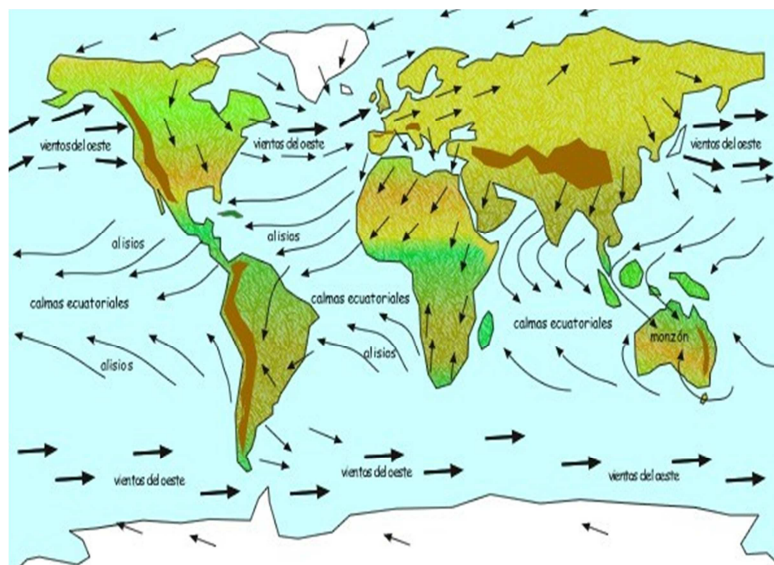 vientos del oeste
vientos del oeste
vientos del oeste
alisios
alisios
calmas ecuatoriales
calmas ecuatoriales
calmas ecuatoriales
monzón
alisios
alisios
vientos del oeste
vientos del oeste
vientos del oeste